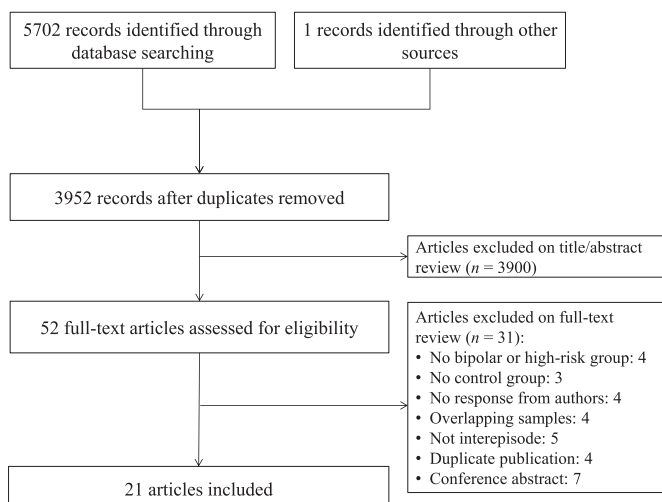 5702 records identified through
database searching
1 records identified through other
sources
3952 records after duplicates removed
Articles excluded on title/abstract
review (n = 3900)
52 full-text articles assessed for eligibility
Articles excluded on full-text
review (n = 31):
• No bipolar or high-risk group: 4
• No control group: 3
• No response from authors: 4
• Overlapping samples: 4
• Not interepisode: 5
• Duplicate publication: 4
• Conference abstract: 7
21 articles included